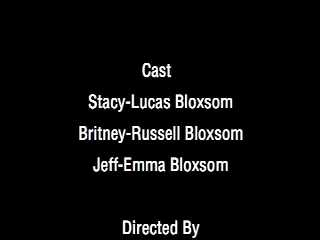 Cast
Stacy-Lucas Bloxsom
Britney-Russell Bloxsom
Jeff-Emma Bloxsom
Directed By